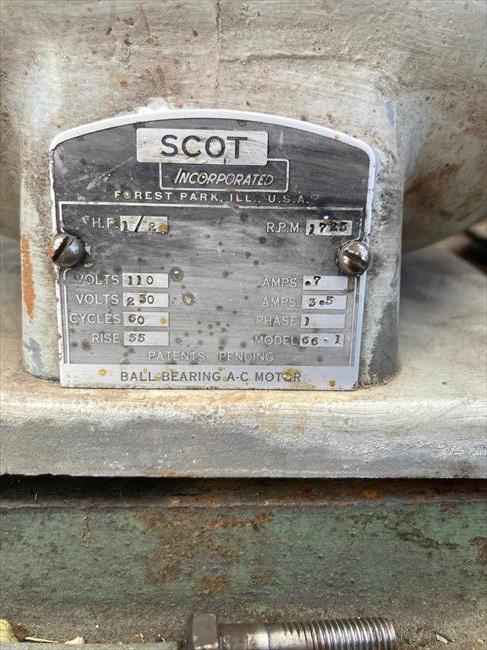 SCOT
INCORPORATED
FOREST PARK, ILL., U.S.A.
H.P. 1/2 R.P.M. 1725
VOLTS 110 AMPS .7
VOLTS 230 AMPS 3.5
CYCLES 60 PHASE 1
RISE 55 MODEL 66-1
PATENTS PENDING
BALL BEARING A-C MOTOR